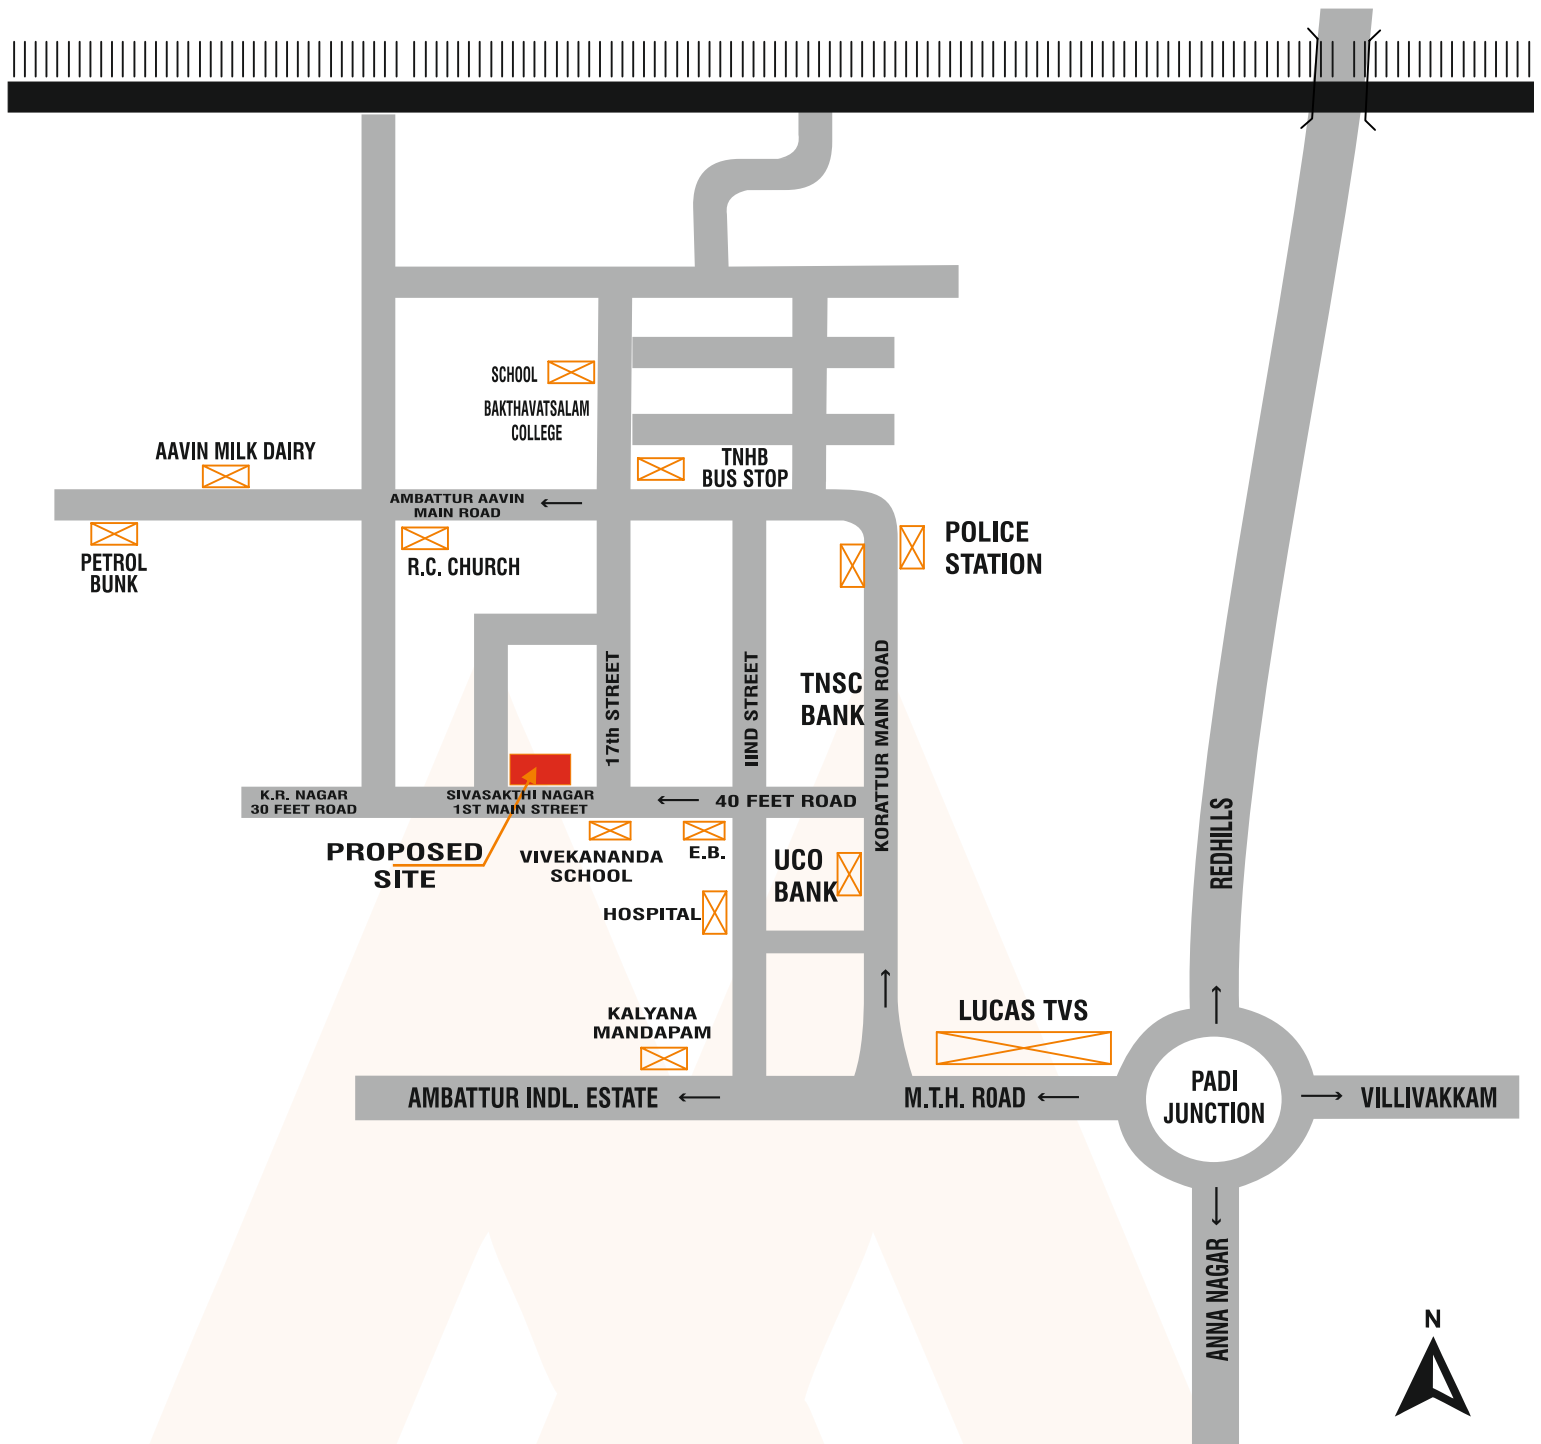 SCHOOL
BAKTHAVATSALAM
COLLEGE
AAVIN MILK DAIRY
TNHB
BUS STOP
AMBATTUR AAVIN
MAIN ROAD
PETROL
BUNK
R.C. CHURCH
POLICE
STATION
17th STREET
IIND STREET
TNSC
BANK
KORATTUR MAIN ROAD
K.R. NAGAR
30 FEET ROAD
SIVASAKTHI NAGAR
1ST MAIN STREET
40 FEET ROAD
PROPOSED
SITE
VIVEKANANDA
SCHOOL
E.B.
UCO
BANK
HOSPITAL
REDHILLS
KALYANA
MANDAPAM
LUCAS TVS
AMBATTUR INDL. ESTATE
M.T.H. ROAD
PADI
JUNCTION
VILLIVAKKAM
ANNA NAGAR
N